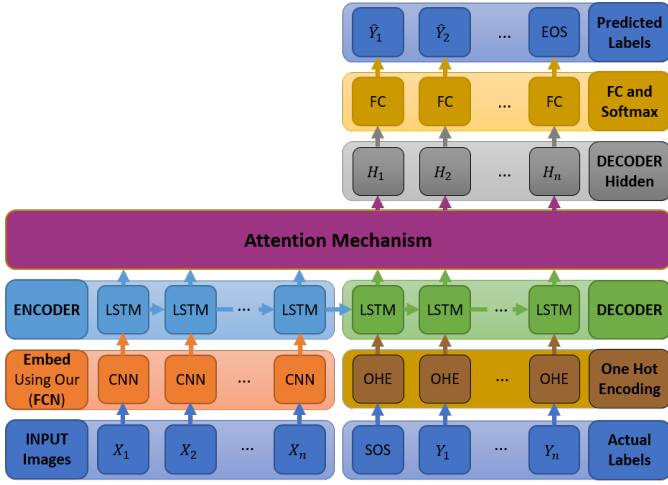 Ŷ₁ Ŷ₂ ... EOS Predicted
Labels
FC FC ... FC FC and
Softmax
H₁ H₂ ... Hₙ DECODER
Hidden
Attention Mechanism
ENCODER LSTM LSTM ... LSTM LSTM LSTM ... LSTM DECODER
Embed
Using Our
(FCN)
CNN CNN ... CNN OHE OHE ... OHE One Hot
Encoding
INPUT
Images
X₁ X₂ ... Xₙ SOS Y₁ ... Yₙ Actual
Labels